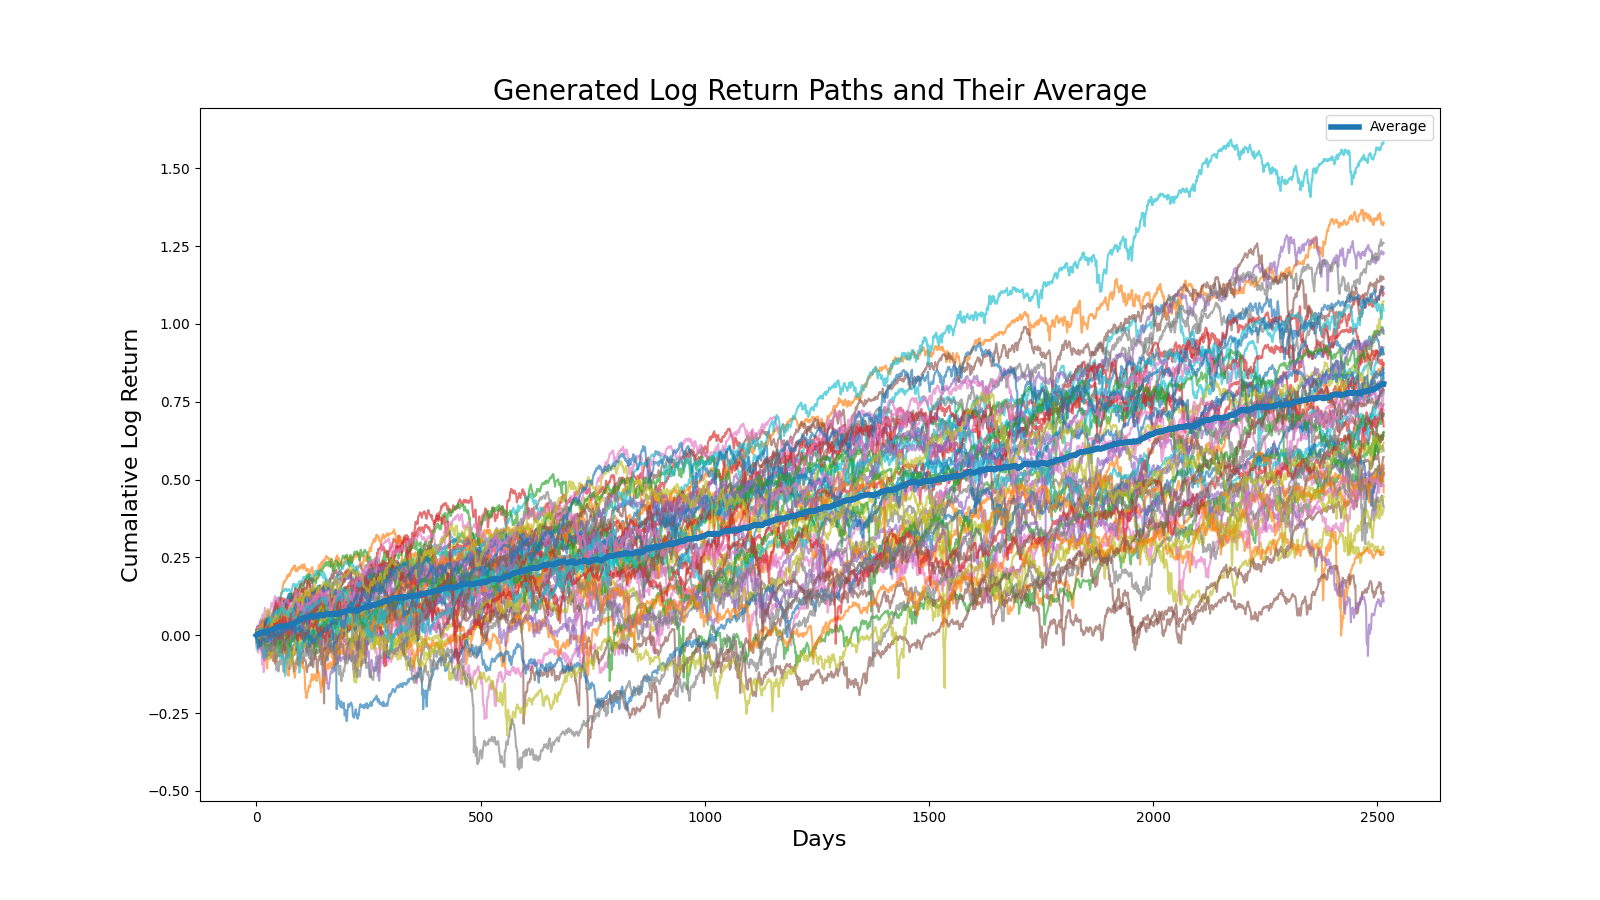 Generated Log Return Paths and Their Average
Average
1.50
1.25
1.00
0.75
0.50
0.25
0.00
−0.25
−0.50
Cumalative Log Return
0 500 1000 1500 2000 2500
Days